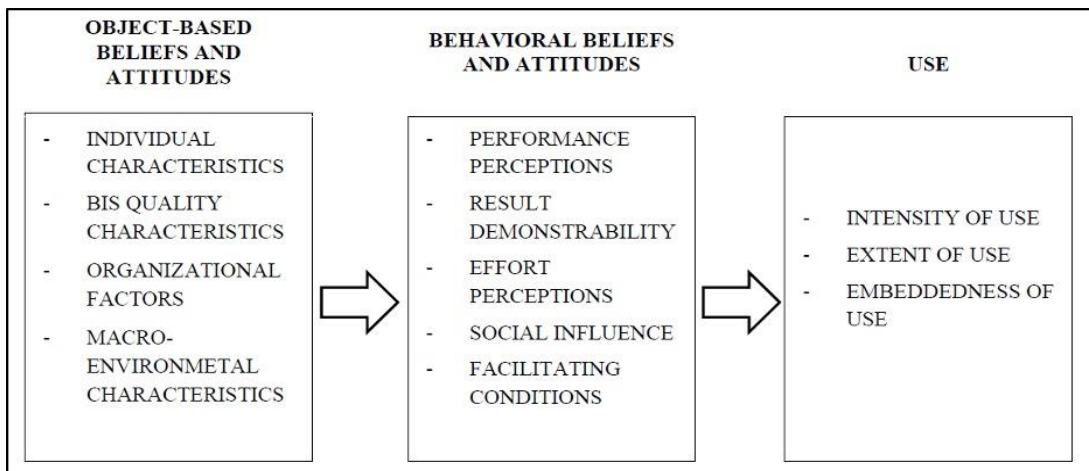 OBJECT-BASED
BELIEFS AND
ATTITUDES
- INDIVIDUAL
CHARACTERISTICS
- BIS QUALITY
CHARACTERISTICS
- ORGANIZATIONAL
FACTORS
- MACRO-
ENVIRONMETAL
CHARACTERISTICS
BEHAVIORAL BELIEFS
AND ATTITUDES
- PERFORMANCE
PERCEPTIONS
- RESULT
DEMONSTRABILITY
- EFFORT
PERCEPTIONS
- SOCIAL INFLUENCE
- FACILITATING
CONDITIONS
USE
- INTENSITY OF USE
- EXTENT OF USE
- EMBEDDEDNESS OF
USE